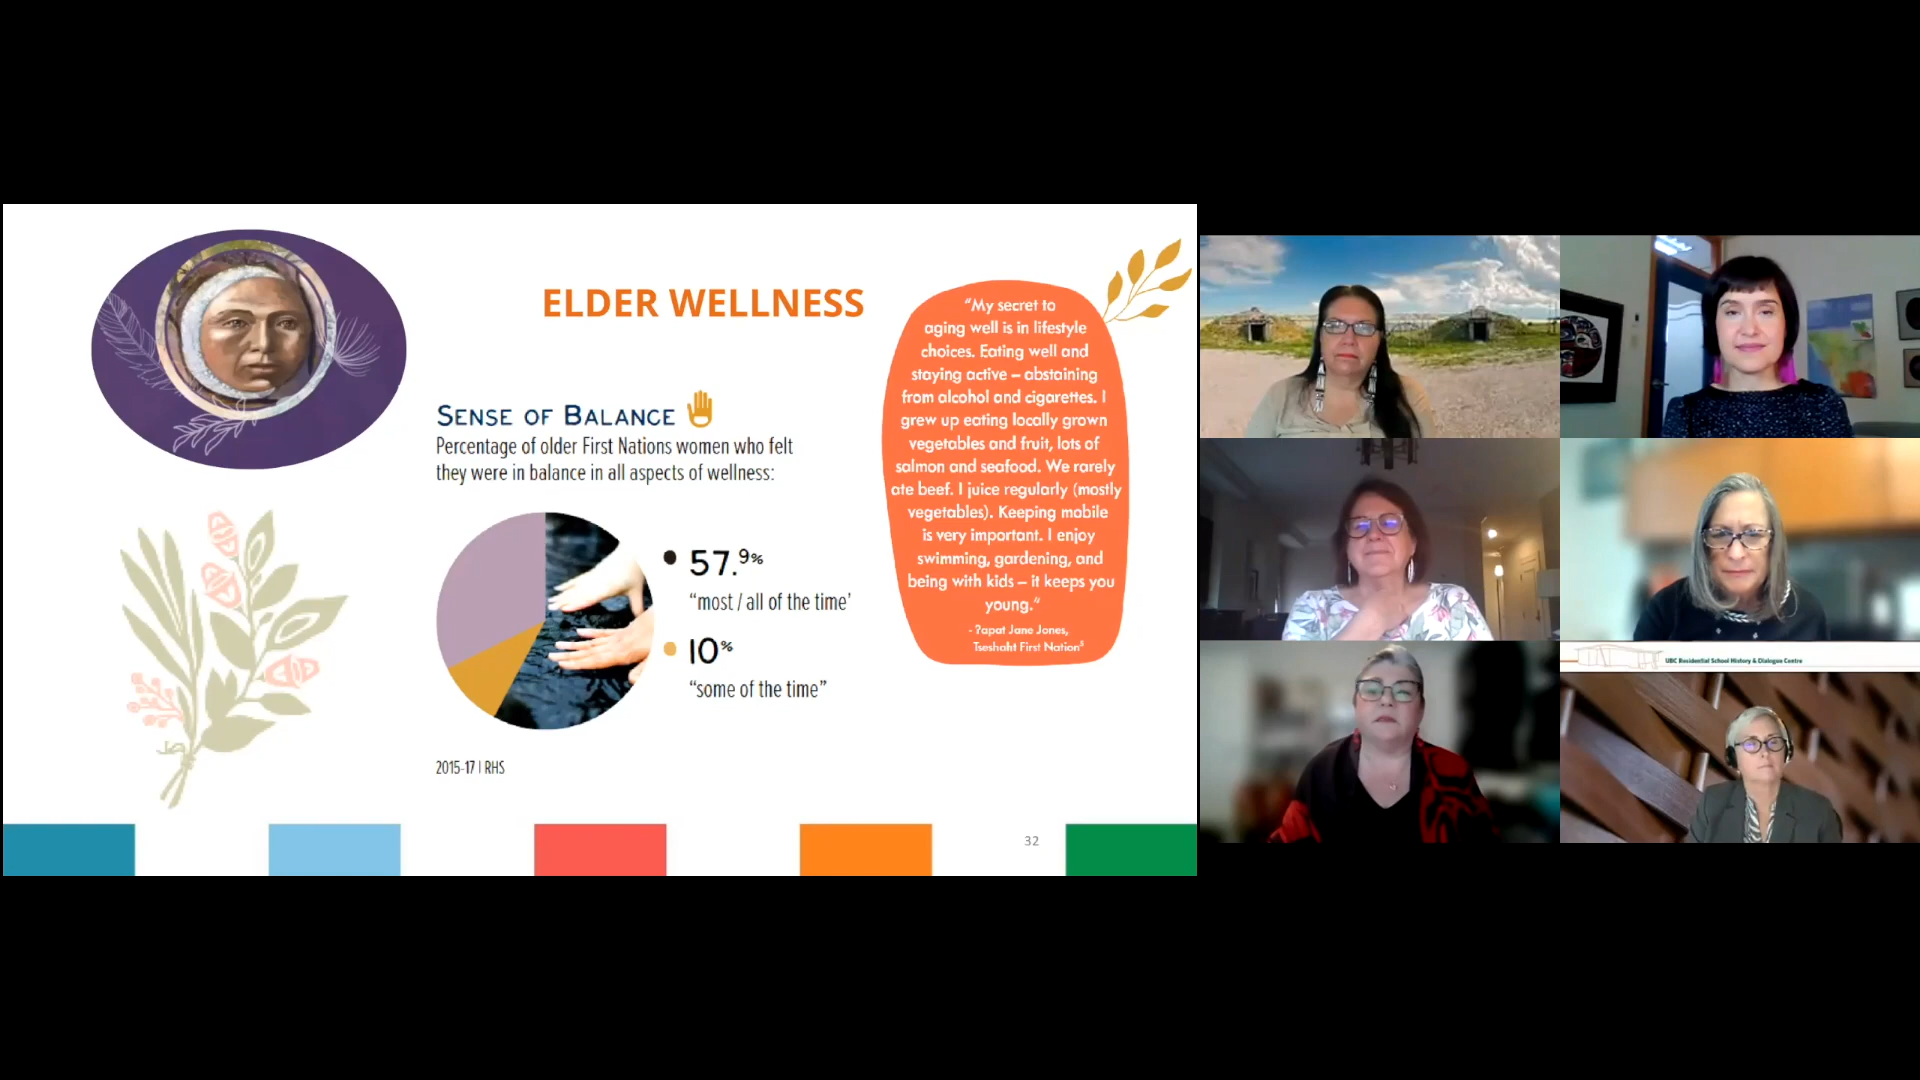 ELDER WELLNESS
SENSE OF BALANCE
Percentage of older First Nations women who felt
they were in balance in all aspects of wellness:
57.9%
“most / all of the time’
10%
“some of the time”
2015-17 | RHS
“My secret to
aging well is in lifestyle
choices. Eating well and
staying active – abstaining
from alcohol and cigarettes. I
grew up eating locally grown
vegetables and fruit, lots of
salmon and seafood. We rarely
ate beef. I juice regularly (mostly
vegetables). Keeping mobile
is very important. I enjoy
swimming, gardening, and
being with kids – it keeps you
young.“
- ?apat Jane Jones,
Tseshaht First Nation⁵
32
UBC Residential School History & Dialogue Centre